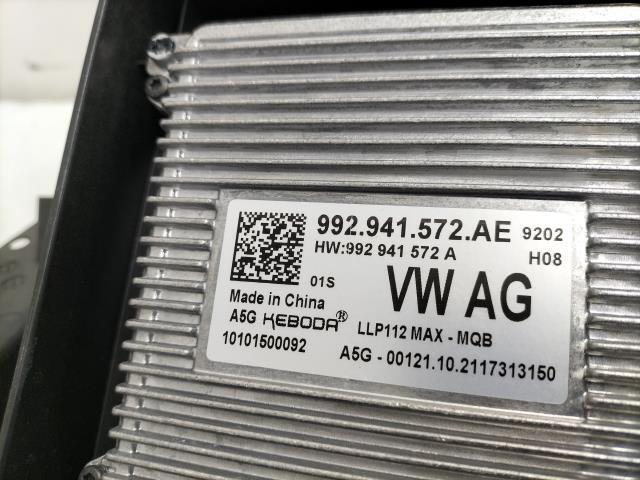 992.941.572.AE 9202
HW:992 941 572 A H08
01S VW AG
Made in China
A5G KEBODA® LLP112 MAX - MQB
10101500092 A5G - 00121.10.2117313150